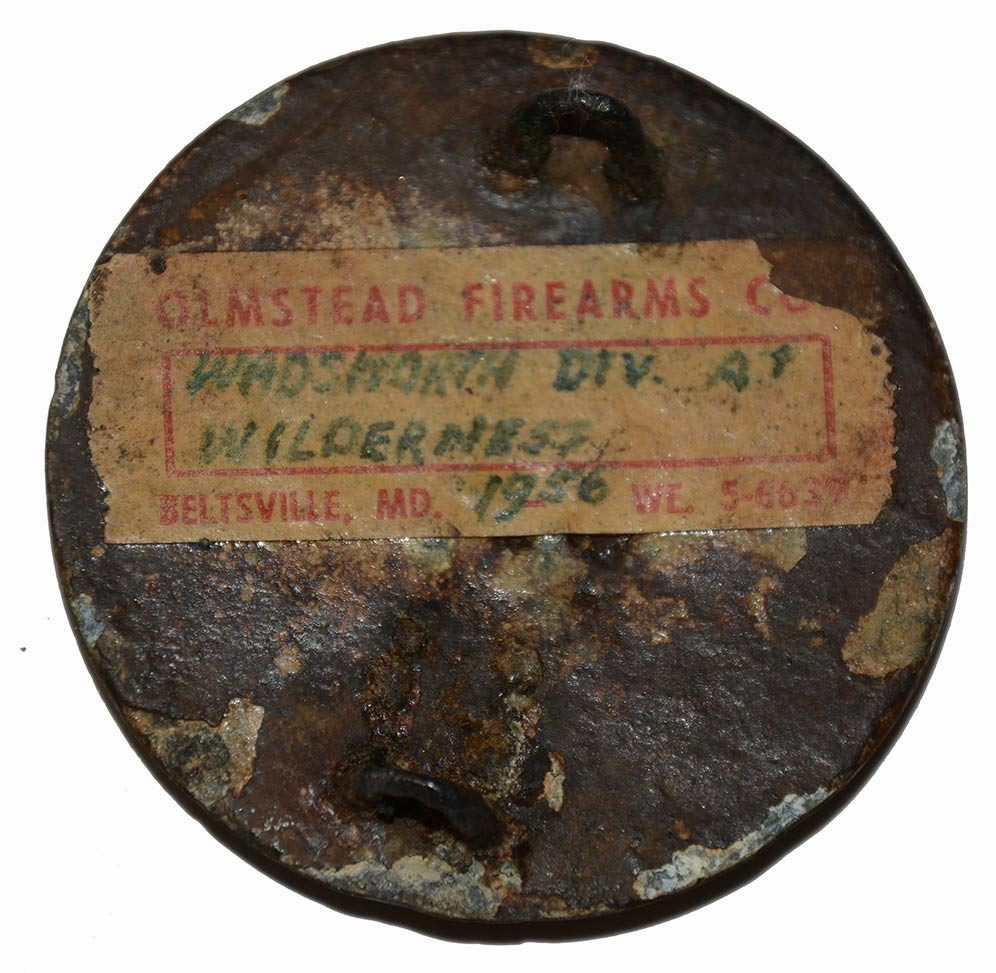 OLMSTEAD FIREARMS CO
WADSWORTH DIV. AT
WILDERNESS
BELTSVILLE, MD. 1956 WE. 5-6639